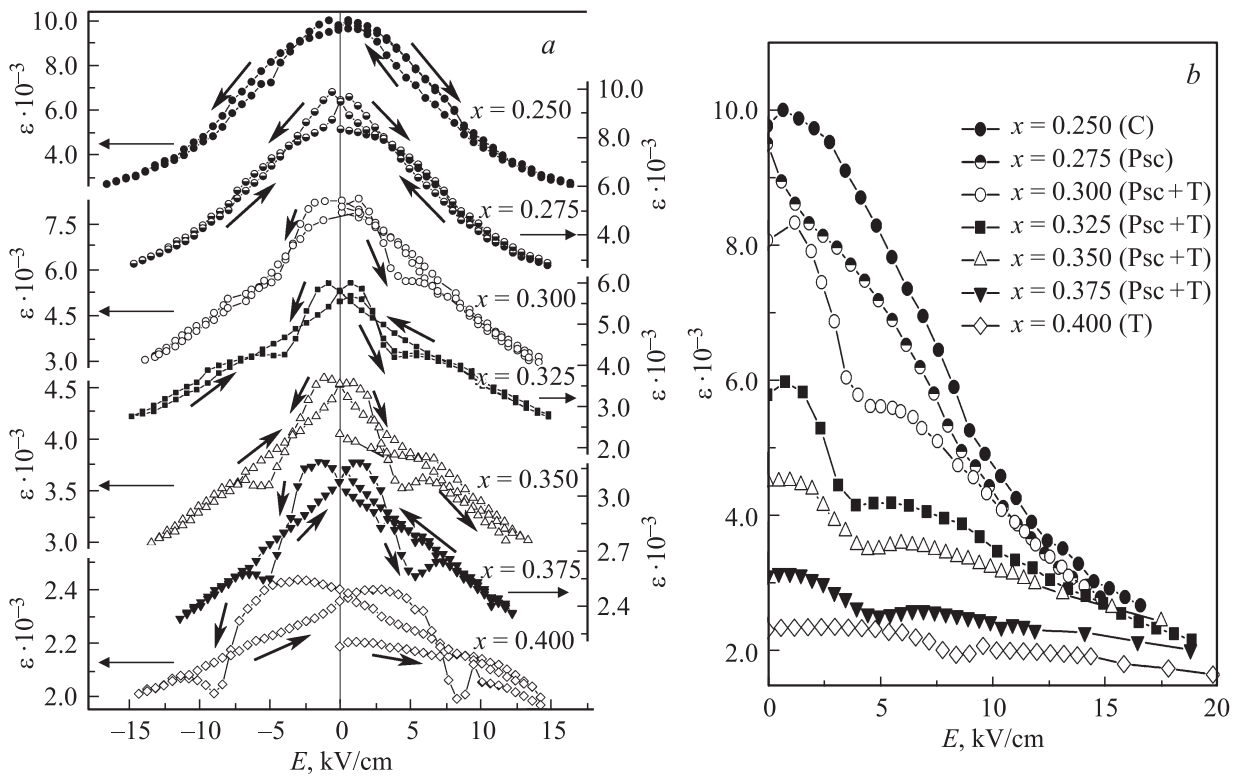 a
10.0
8.0
6.0
4.0
ε·10⁻³
x = 0.250
10.0
8.0
6.0
4.0
ε·10⁻³
x = 0.275
7.5
6.0
4.5
3.0
ε·10⁻³
x = 0.300
6.0
5.0
4.0
3.0
2.0
ε·10⁻³
x = 0.325
4.5
4.0
3.5
3.0
ε·10⁻³
x = 0.350
3.0
2.7
2.4
ε·10⁻³
x = 0.375
2.4
2.2
2.0
ε·10⁻³
x = 0.400
–15 –10 –5 0 5 10 15
E, kV/cm
b
10.0
8.0
6.0
4.0
2.0
ε·10⁻³
x = 0.250 (C)
x = 0.275 (Psc)
x = 0.300 (Psc + T)
x = 0.325 (Psc + T)
x = 0.350 (Psc + T)
x = 0.375 (Psc + T)
x = 0.400 (T)
0 5 10 15 20
E, kV/cm